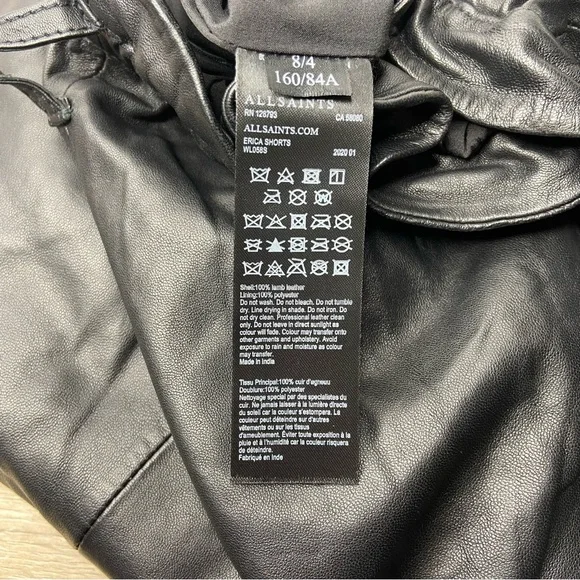 8/4
160/84A
ALLSAINTS
RN 126793 CA 58060
ALLSAINTS.COM
ERICA SHORTS
WL058S 2020 01
Shell:100% lamb leather
Lining:100% polyester
Do not wash. Do not bleach. Do not tumble
dry. Line drying in shade. Do not iron. Do
not dry clean. Professional leather clean
only. Do not leave in direct sunlight as
colour will fade. Colour may transfer onto
other garments and upholstery. Avoid
exposure to rain and moisture as colour
may transfer.
Made in India
Tissu Principal:100% cuir d'agneau
Doublure:100% polyester
Nettoyage special par des specialistes du
cuir. Ne jamais laisser à la lumière directe
du soleil car la couleur s'estompera. La
couleur peut déteindre sur les autres
vêtements ou sur les tissus
d'ameublement. Éviter toute exposition à la
pluie et à l'humidité car la couleur risquera
de déteindre.
Fabriqué en Inde